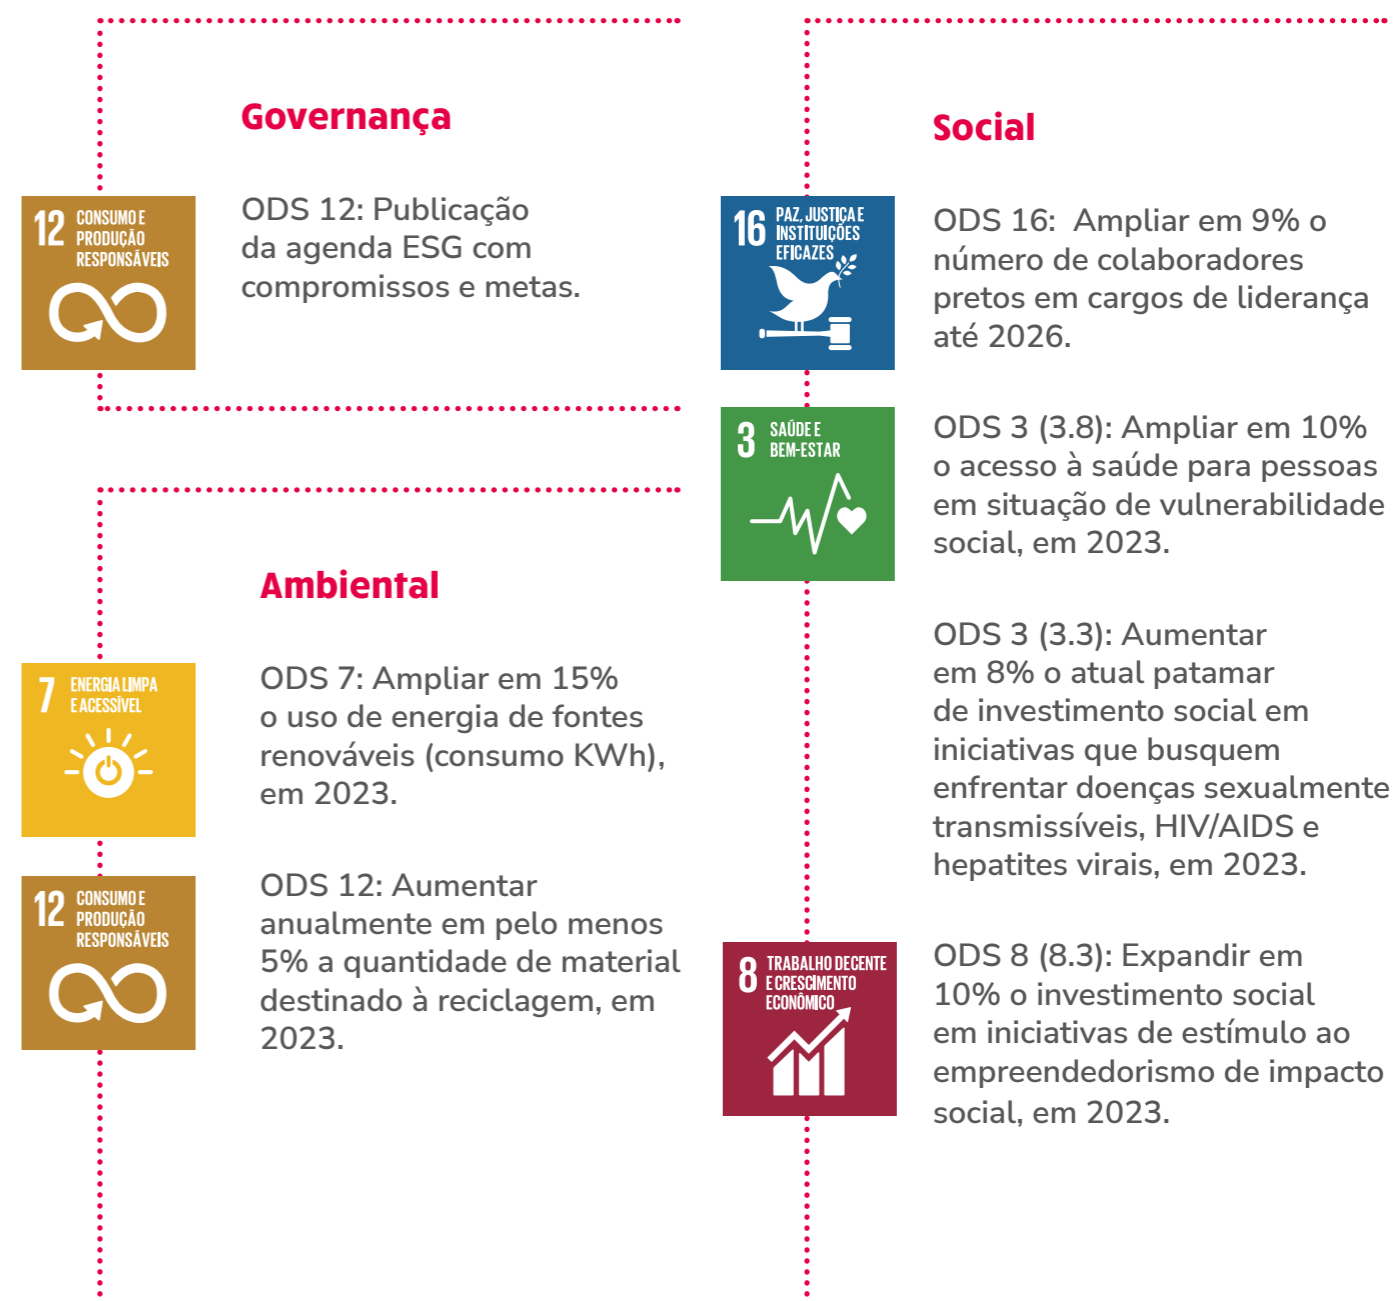 Governança
12 CONSUMO E
PRODUÇÃO
RESPONSÁVEIS
ODS 12: Publicação
da agenda ESG com
compromissos e metas.
Ambiental
7 ENERGIA LIMPA
E ACESSÍVEL
ODS 7: Ampliar em 15%
o uso de energia de fontes
renováveis (consumo KWh),
em 2023.
12 CONSUMO E
PRODUÇÃO
RESPONSÁVEIS
ODS 12: Aumentar
anualmente em pelo menos
5% a quantidade de material
destinado à reciclagem, em
2023.
Social
16 PAZ, JUSTIÇA E
INSTITUIÇÕES
EFICAZES
ODS 16:  Ampliar em 9% o
número de colaboradores
pretos em cargos de liderança
até 2026.
3 SAÚDE E
BEM-ESTAR
ODS 3 (3.8): Ampliar em 10%
o acesso à saúde para pessoas
em situação de vulnerabilidade
social, em 2023.
ODS 3 (3.3): Aumentar
em 8% o atual patamar
de investimento social em
iniciativas que busquem
enfrentar doenças sexualmente
transmissíveis, HIV/AIDS e
hepatites virais, em 2023.
8 TRABALHO DECENTE
E CRESCIMENTO
ECONÔMICO
ODS 8 (8.3): Expandir em
10% o investimento social
em iniciativas de estímulo ao
empreendedorismo de impacto
social, em 2023.